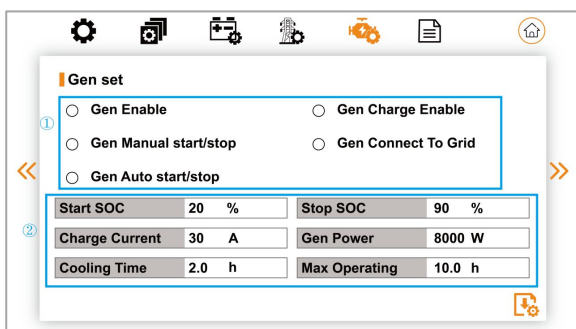 Gen set
①
Gen Enable
Gen Charge Enable
Gen Manual start/stop
Gen Connect To Grid
Gen Auto start/stop
②
Start SOC 20 %
Stop SOC 90 %
Charge Current 30 A
Gen Power 8000 W
Cooling Time 2.0 h
Max Operating 10.0 h